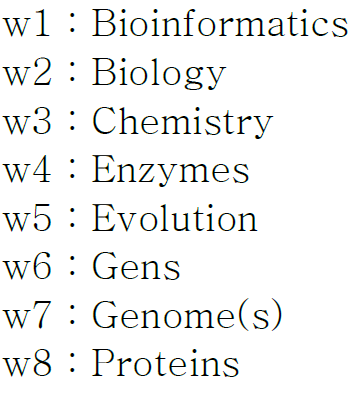 w1 : Bioinformatics
w2 : Biology
w3 : Chemistry
w4 : Enzymes
w5 : Evolution
w6 : Gens
w7 : Genome(s)
w8 : Proteins